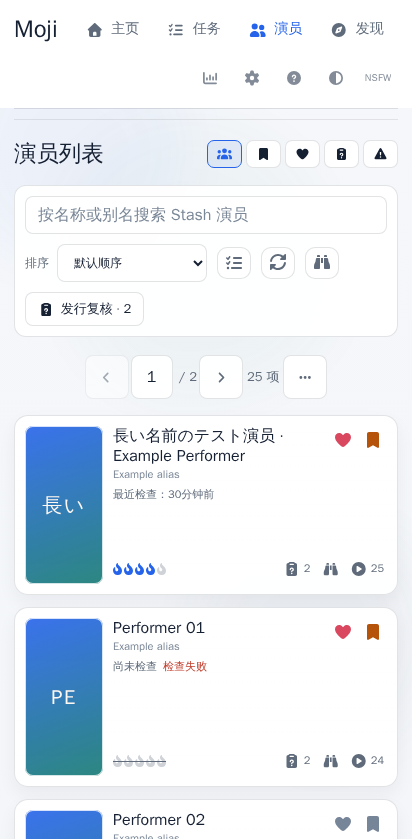 Moji 主页 任务 演员 发现
NSFW
演员列表
按名称或别名搜索 Stash 演员
排序 默认顺序
发行复核 · 2
1 / 2 25 项 ...
長い名前のテスト演员 ·
Example Performer
Example alias
最近检查：30分钟前
長い
2 25
Performer 01
Example alias
尚未检查 检查失败
PE
2 24
Performer 02
Example alias